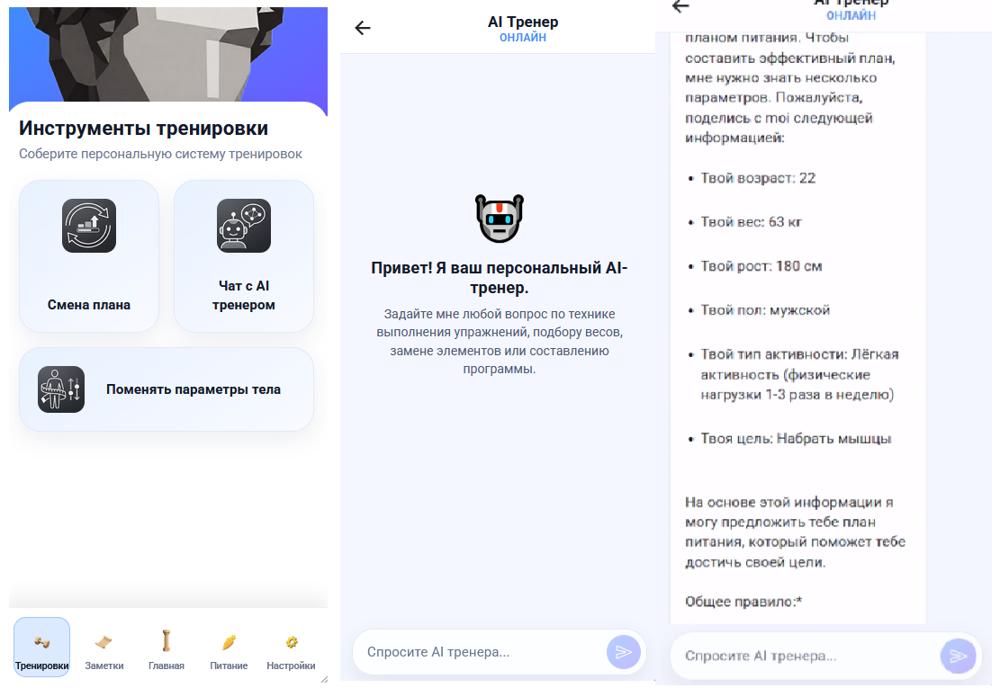 Инструменты тренировки
Соберите персональную систему тренировок
Смена плана
Чат с AI
тренером
Поменять параметры тела
Тренировки
Заметки
Главная
Питание
Настройки
AI Тренер
ОНЛАЙН
Привет! Я ваш персональный AI-
тренер.
Задайте мне любой вопрос по технике
выполнения упражнений, подбору весов,
замене элементов или составлению
программы.
Спросите AI тренера...
AI Тренер
ОНЛАЙН
планом питания. Чтобы
составить эффективный план,
мне нужно знать несколько
параметров. Пожалуйста,
поделись с moi следующей
информацией:
• Твой возраст: 22
• Твой вес: 63 кг
• Твой рост: 180 см
• Твой пол: мужской
• Твой тип активности: Лёгкая
активность (физические
нагрузки 1-3 раза в неделю)
• Твоя цель: Набрать мышцы
На основе этой информации я
могу предложить тебе план
питания, который поможет тебе
достичь своей цели.
Общее правило:*
Спросите AI тренера...